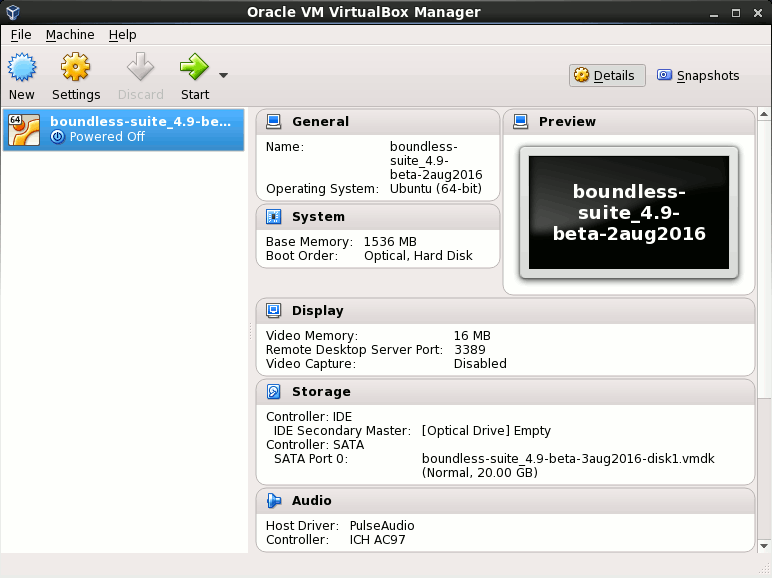 Oracle VM VirtualBox Manager
File Machine Help
New Settings Discard Start Details Snapshots
64 boundless-suite_4.9-be...
Powered Off
General
Name: boundless-
suite_4.9-
beta-2aug2016
Operating System: Ubuntu (64-bit)
System
Base Memory: 1536 MB
Boot Order: Optical, Hard Disk
Preview
boundless-
suite_4.9-
beta-2aug2016
Display
Video Memory: 16 MB
Remote Desktop Server Port: 3389
Video Capture: Disabled
Storage
Controller: IDE
IDE Secondary Master: [Optical Drive] Empty
Controller: SATA
SATA Port 0: boundless-suite_4.9-beta-3aug2016-disk1.vmdk
(Normal, 20.00 GB)
Audio
Host Driver: PulseAudio
Controller: ICH AC97